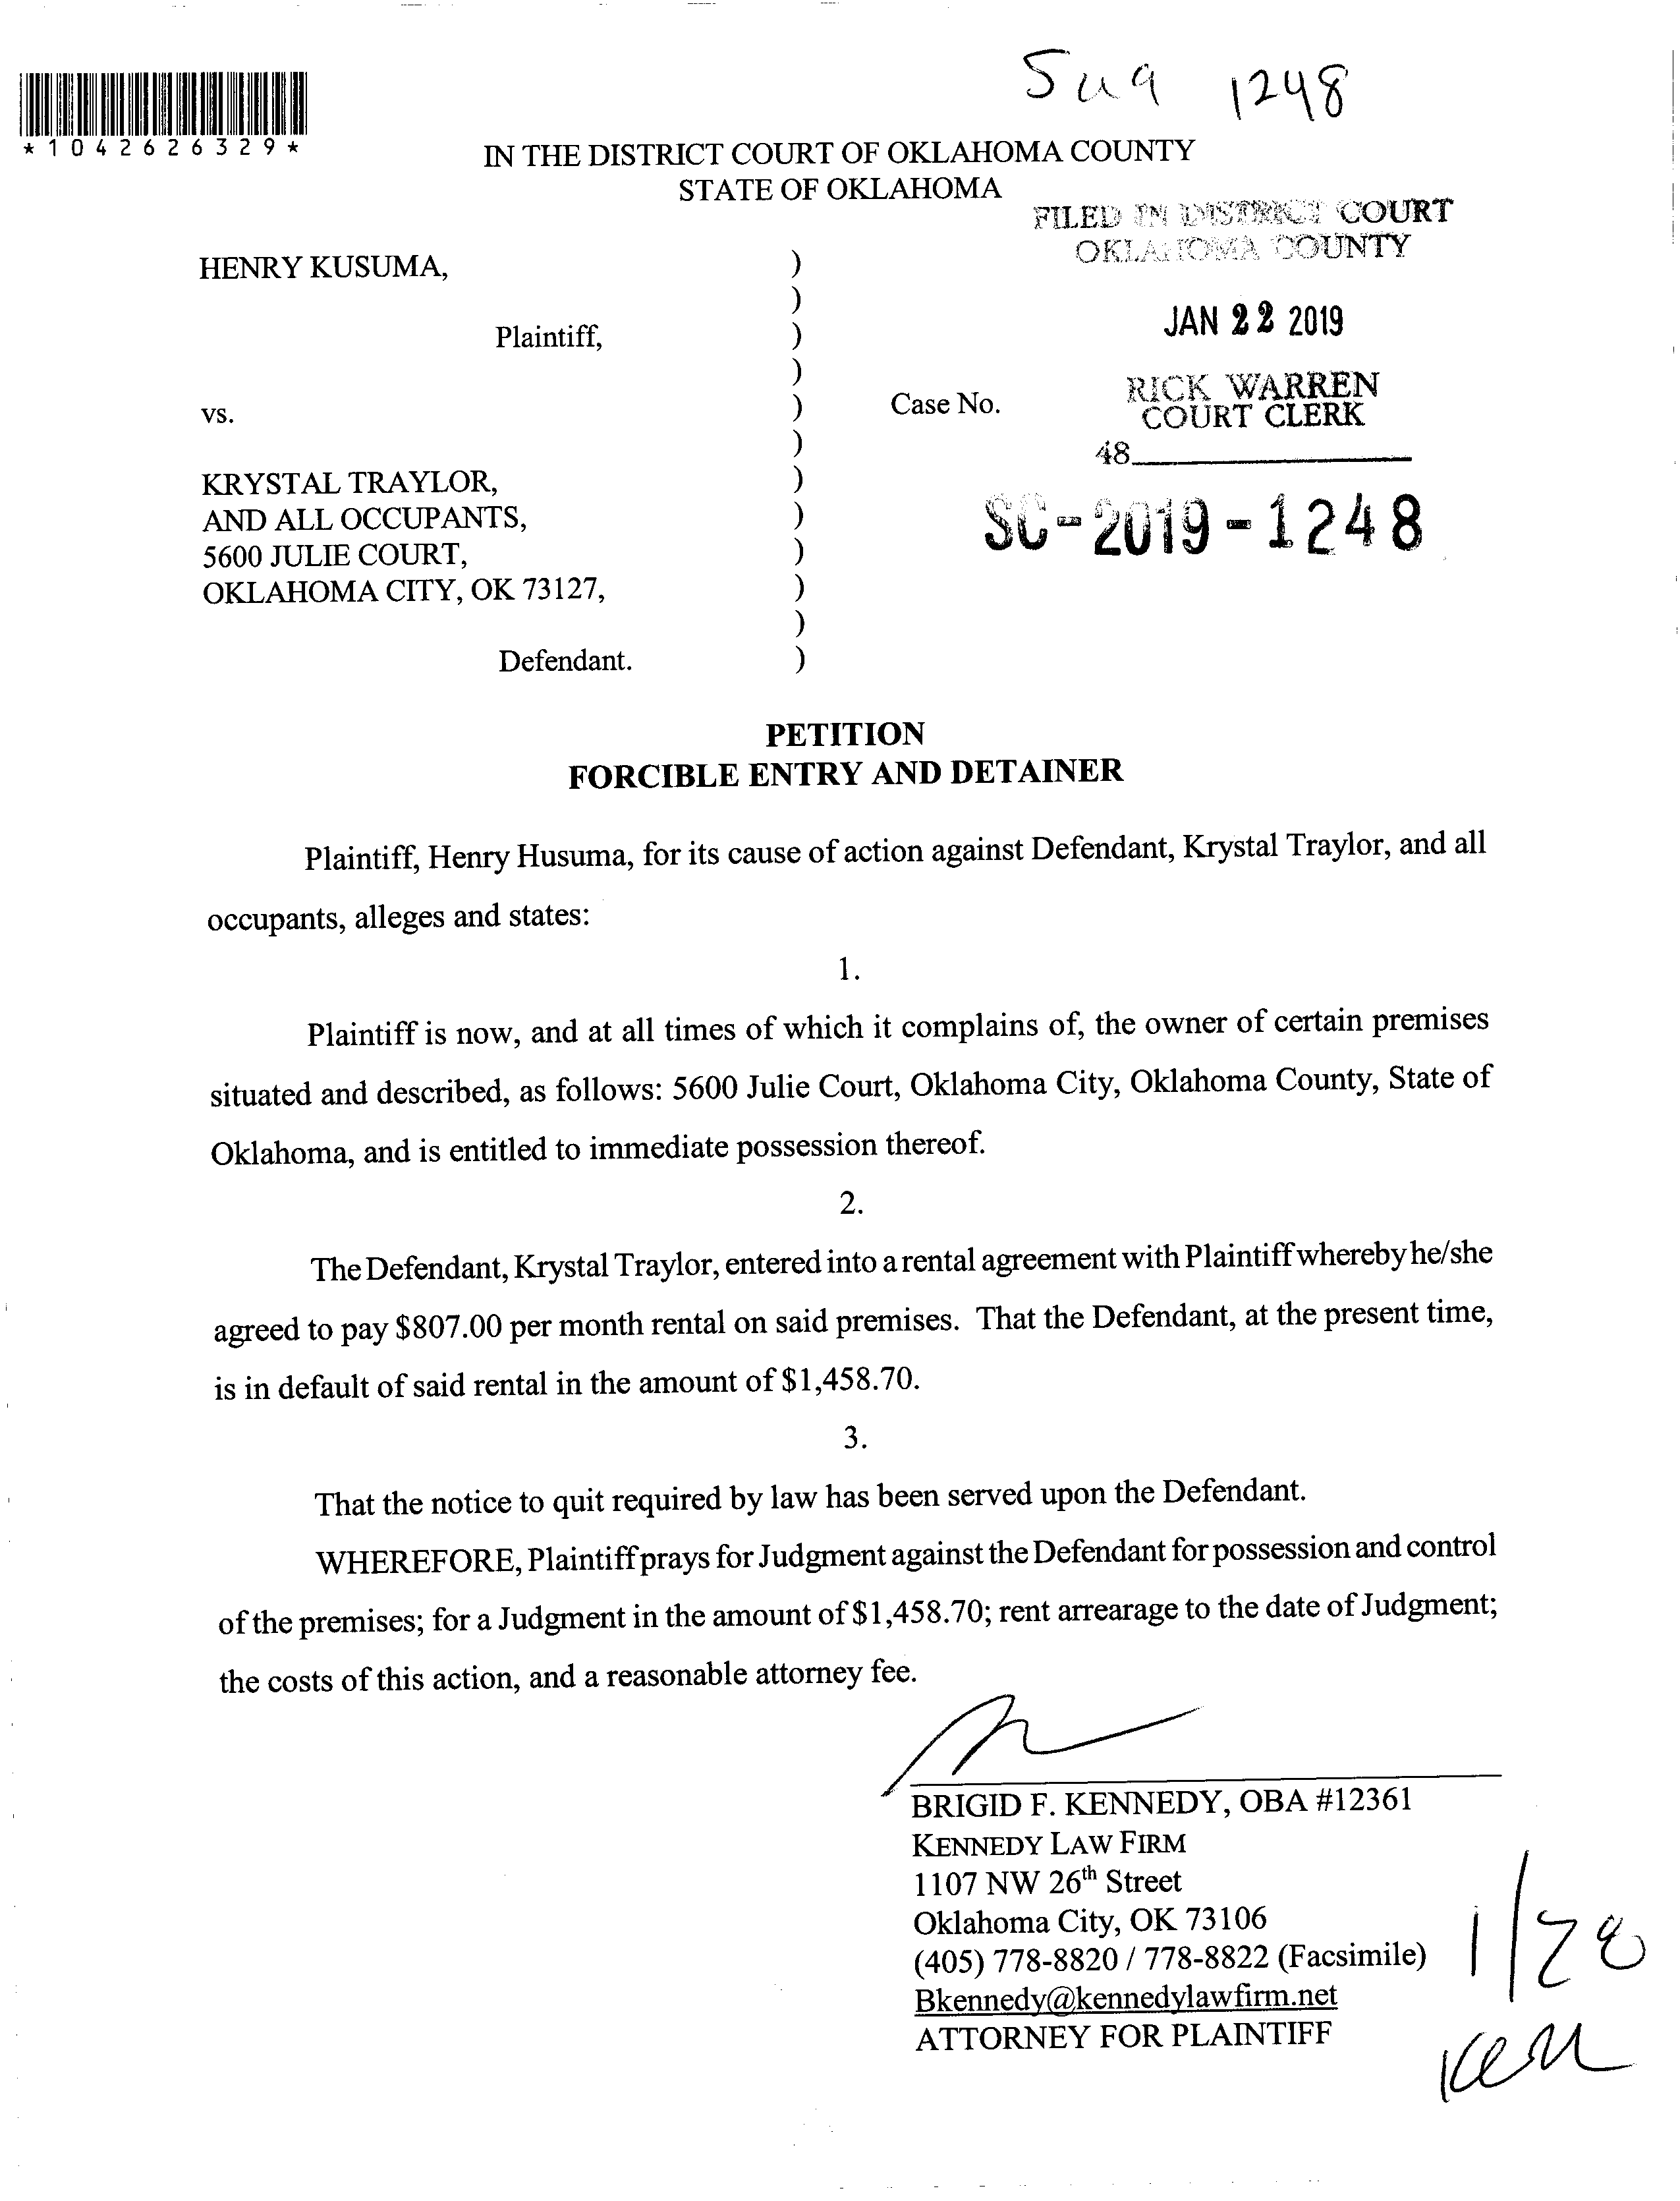 Sug 1248
*1042626329*
IN THE DISTRICT COURT OF OKLAHOMA COUNTY
STATE OF OKLAHOMA
FILED IN DISTRICT COURT
OKLAHOMA COUNTY
JAN 22 2019
RICK WARREN
COURT CLERK
48
SC-2019-1248
HENRY KUSUMA, )
)
Plaintiff, )
)
vs. ) Case No.
)
KRYSTAL TRAYLOR, )
AND ALL OCCUPANTS, )
5600 JULIE COURT, )
OKLAHOMA CITY, OK 73127, )
)
Defendant. )
PETITION
FORCIBLE ENTRY AND DETAINER
Plaintiff, Henry Husuma, for its cause of action against Defendant, Krystal Traylor, and all
occupants, alleges and states:
1.
Plaintiff is now, and at all times of which it complains of, the owner of certain premises
situated and described, as follows: 5600 Julie Court, Oklahoma City, Oklahoma County, State of
Oklahoma, and is entitled to immediate possession thereof.
2.
The Defendant, Krystal Traylor, entered into a rental agreement with Plaintiff whereby he/she
agreed to pay $807.00 per month rental on said premises. That the Defendant, at the present time,
is in default of said rental in the amount of $1,458.70.
3.
That the notice to quit required by law has been served upon the Defendant.
WHEREFORE, Plaintiff prays for Judgment against the Defendant for possession and control
of the premises; for a Judgment in the amount of $1,458.70; rent arrearage to the date of Judgment;
the costs of this action, and a reasonable attorney fee.
BRIGID F. KENNEDY, OBA #12361
KENNEDY LAW FIRM
1107 NW 26th Street
Oklahoma City, OK 73106
(405) 778-8820 / 778-8822 (Facsimile)
Bkennedy@kennedylawfirm.net
ATTORNEY FOR PLAINTIFF
1/28